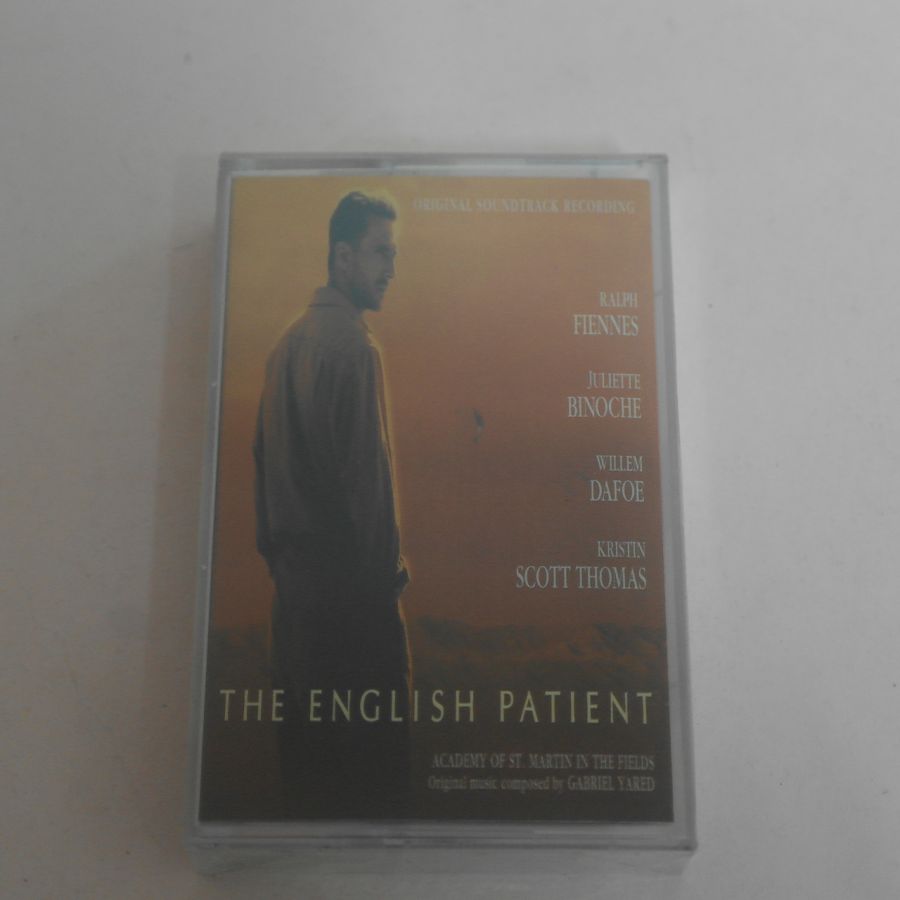 ORIGINAL SOUNDTRACK RECORDING
RALPH
FIENNES
JULIETTE
BINOCHE
WILLEM
DAFOE
KRISTIN
SCOTT THOMAS
THE ENGLISH PATIENT
ACADEMY OF ST. MARTIN IN THE FIELDS
Original music composed by GABRIEL YARED